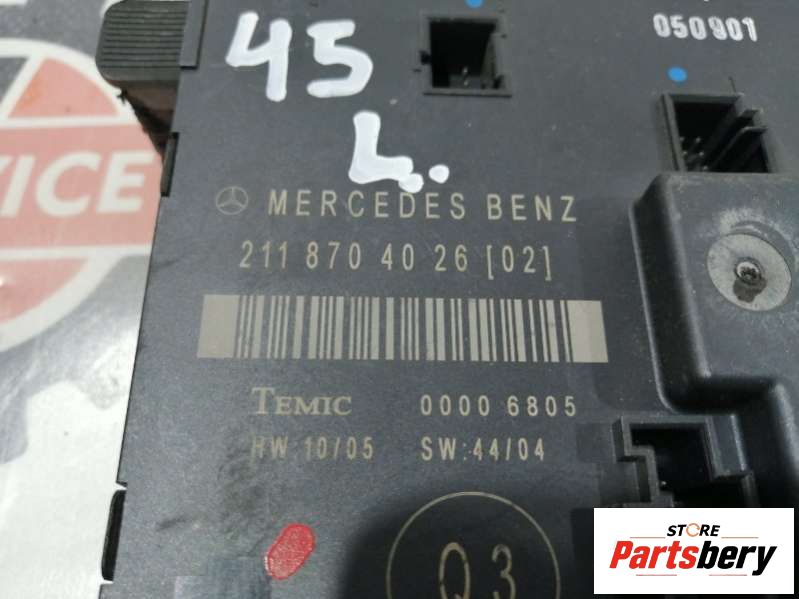 45
L.
050901
MERCEDES BENZ
211 870 40 26 [02]
TEMIC 0000 6805
HW:10/05 SW:44/04
Q3
VICE
STORE
Partsbery